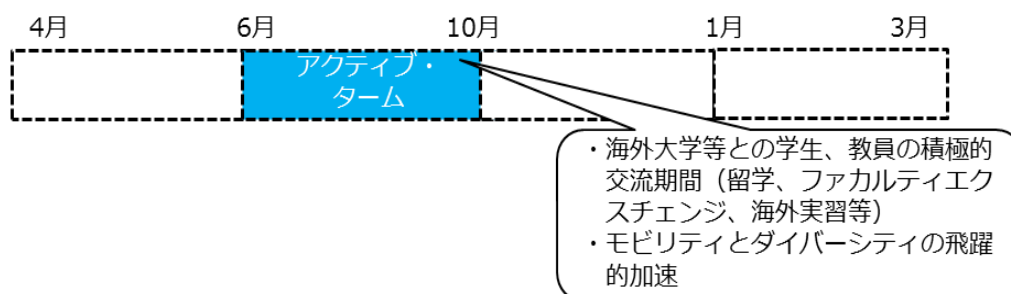 4月 6月 10月 1月 3月
アクティブ・
ターム
・海外大学等との学生、教員の積極的
交流期間（留学、ファカルティエク
スチェンジ、海外実習等）
・モビリティとダイバーシティの飛躍
的加速